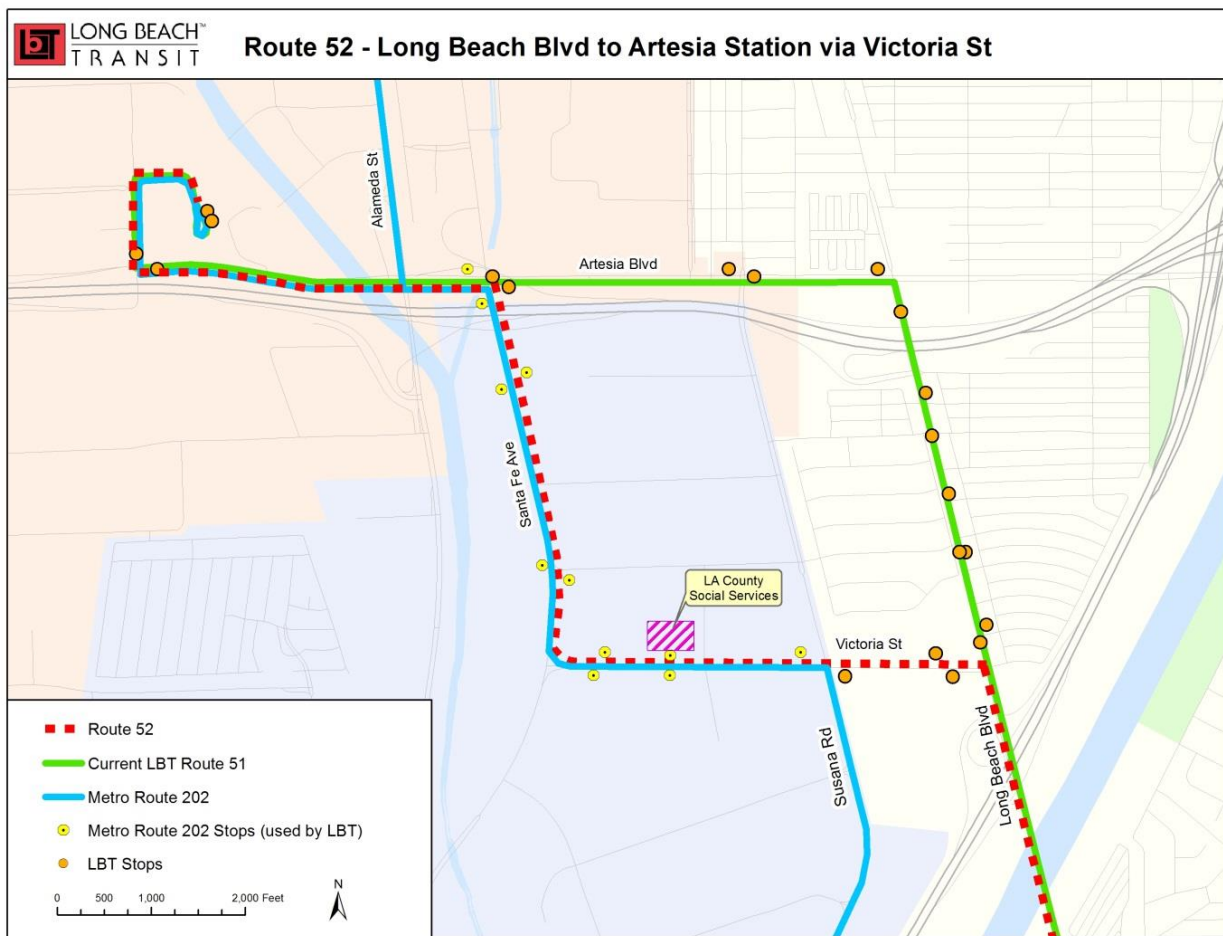 LbT
LONG BEACH™
TRANSIT
Route 52 - Long Beach Blvd to Artesia Station via Victoria St
Alameda St
Artesia Blvd
Santa Fe Ave
LA County
Social Services
Victoria St
Susana Rd
Long Beach Blvd
Route 52
Current LBT Route 51
Metro Route 202
Metro Route 202 Stops (used by LBT)
LBT Stops
0 500 1,000 2,000 Feet
N